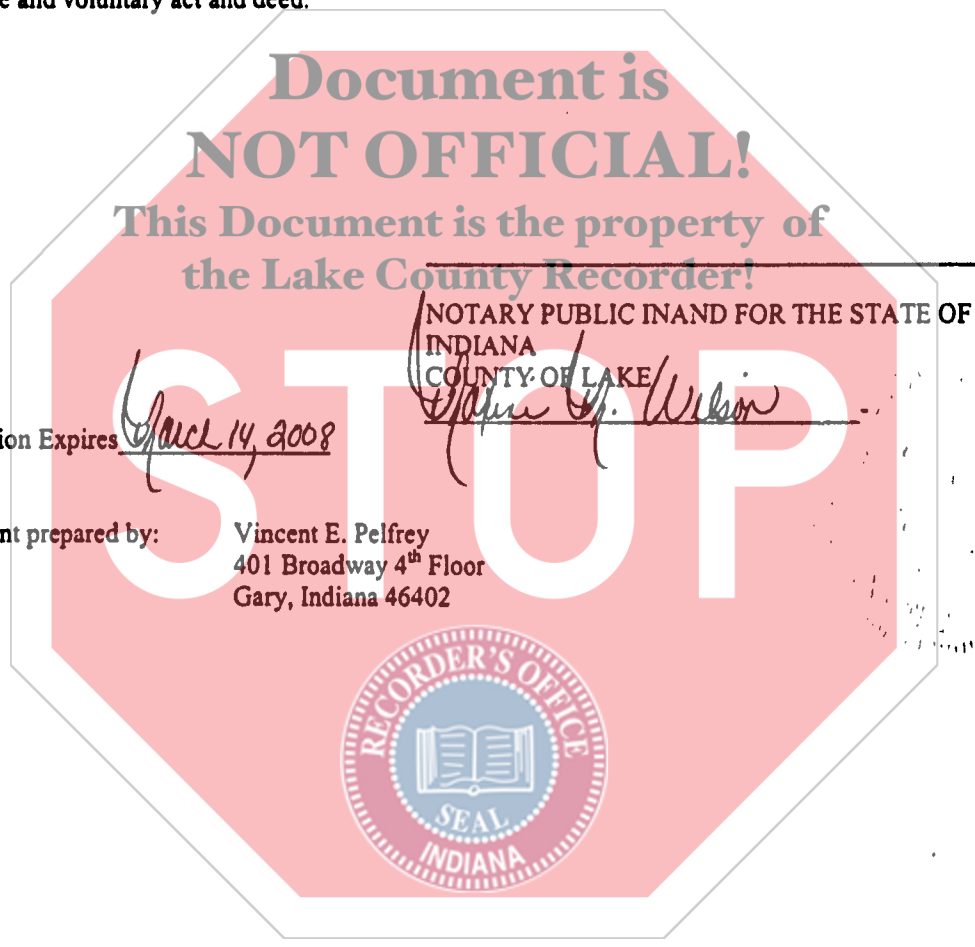 e and voluntary act and deed.
Document is
NOT OFFICIAL!
This Document is the property of
the Lake County Recorder!
NOTARY PUBLIC INAND FOR THE STATE OF
INDIANA
COUNTY OF LAKE
M. Wilson
ion Expires March 14, 2008
nt prepared by: Vincent E. Pelfrey
401 Broadway 4th Floor
Gary, Indiana 46402
STOP
RECORDER'S OFFICE
SEAL
INDIANA